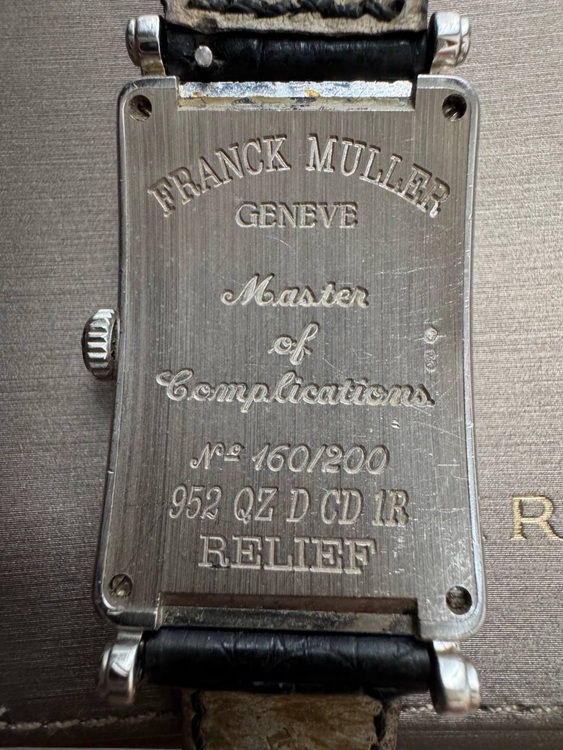 FRANCK MULLER
GENEVE
Master
of
Complications
Nº 160/200
952 QZ D CD 1R
RELIEF
R